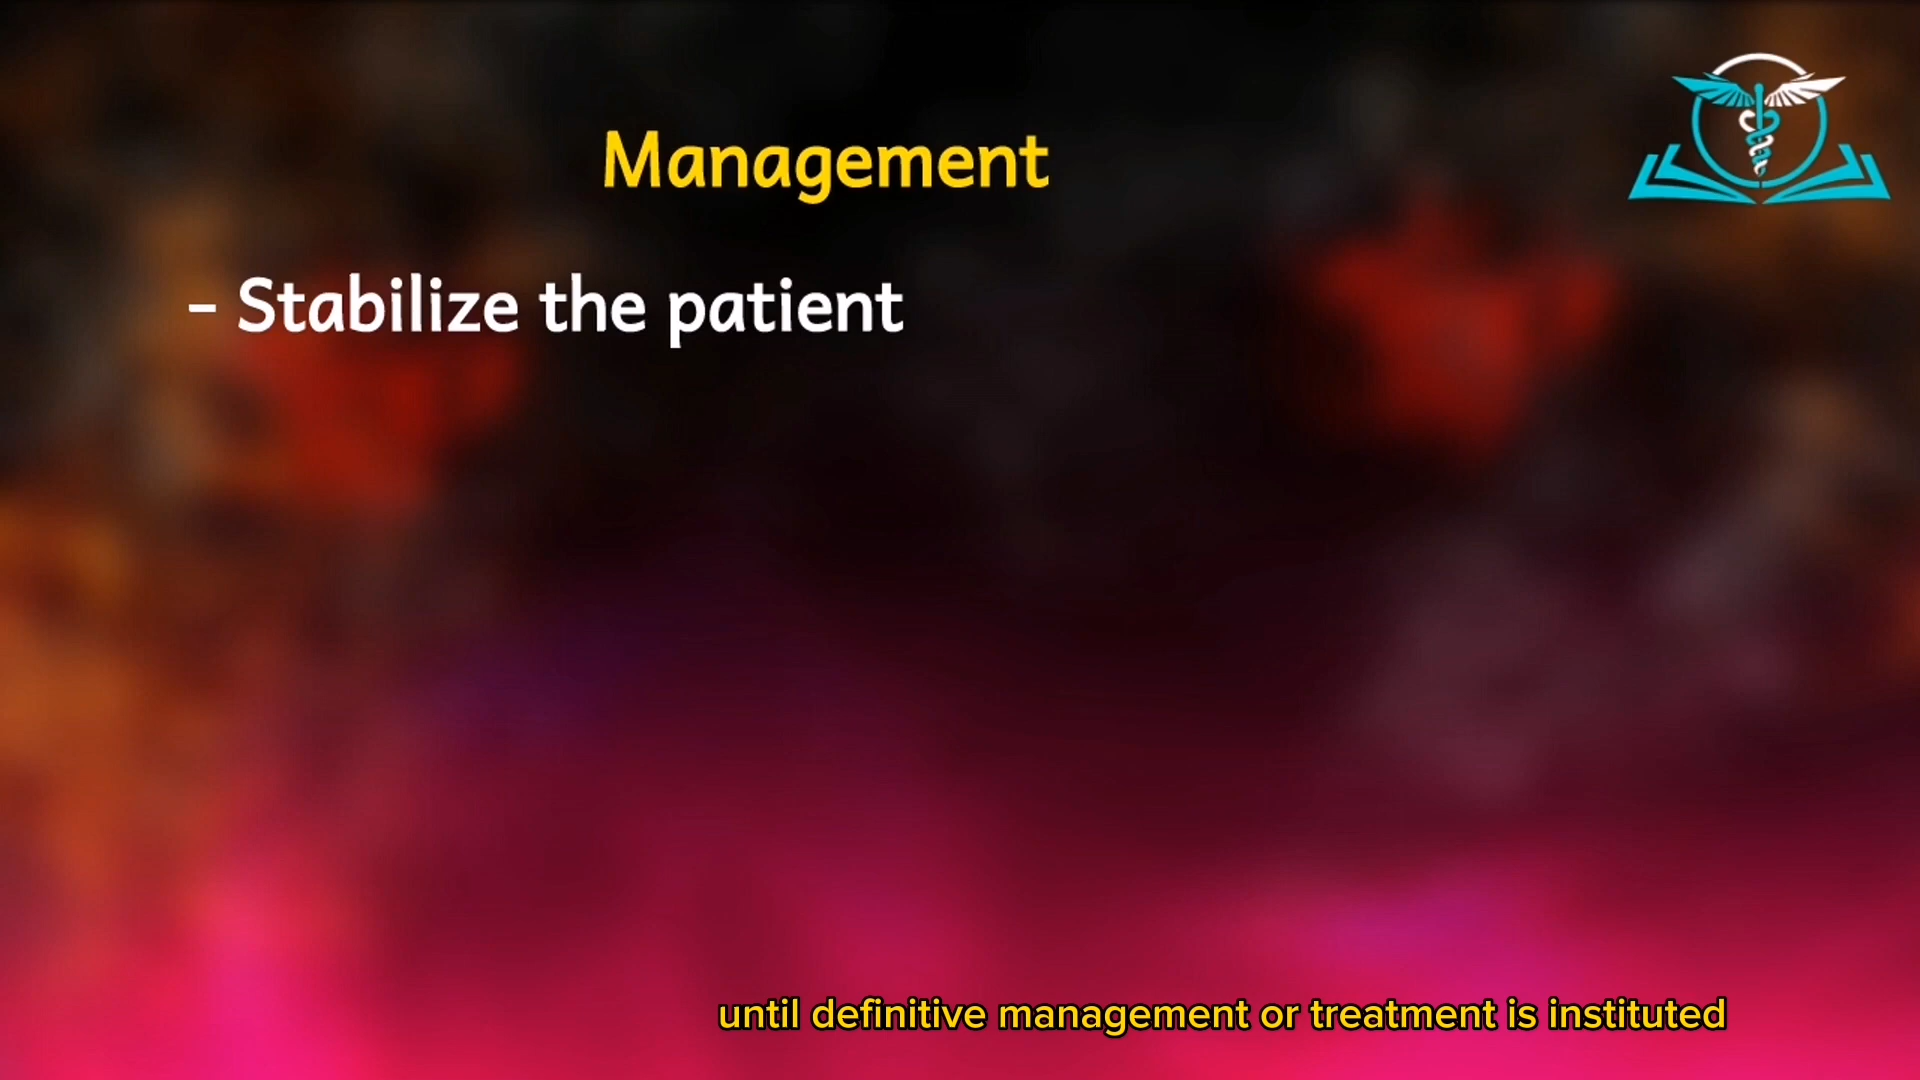 Management
- Stabilize the patient
until definitive management or treatment is instituted